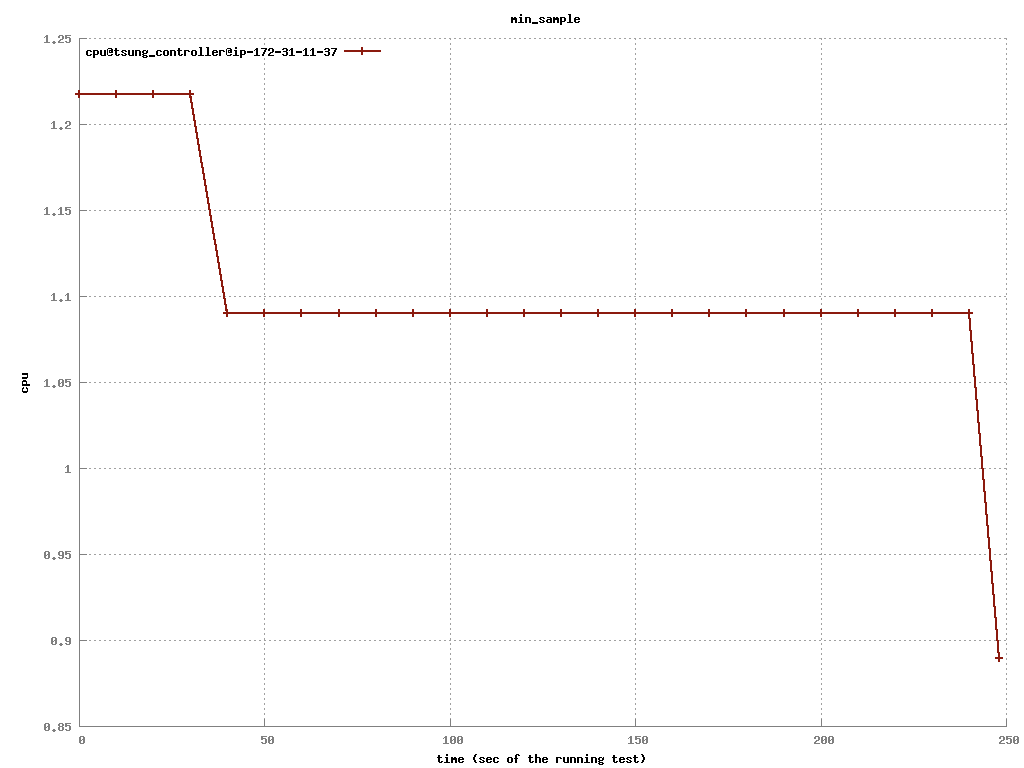 min_sample
1.25
cpu@tsung_controller@ip-172-31-11-37
1.2
1.15
1.1
1.05
cpu
1
0.95
0.9
0.85
0 50 100 150 200 250
time (sec of the running test)